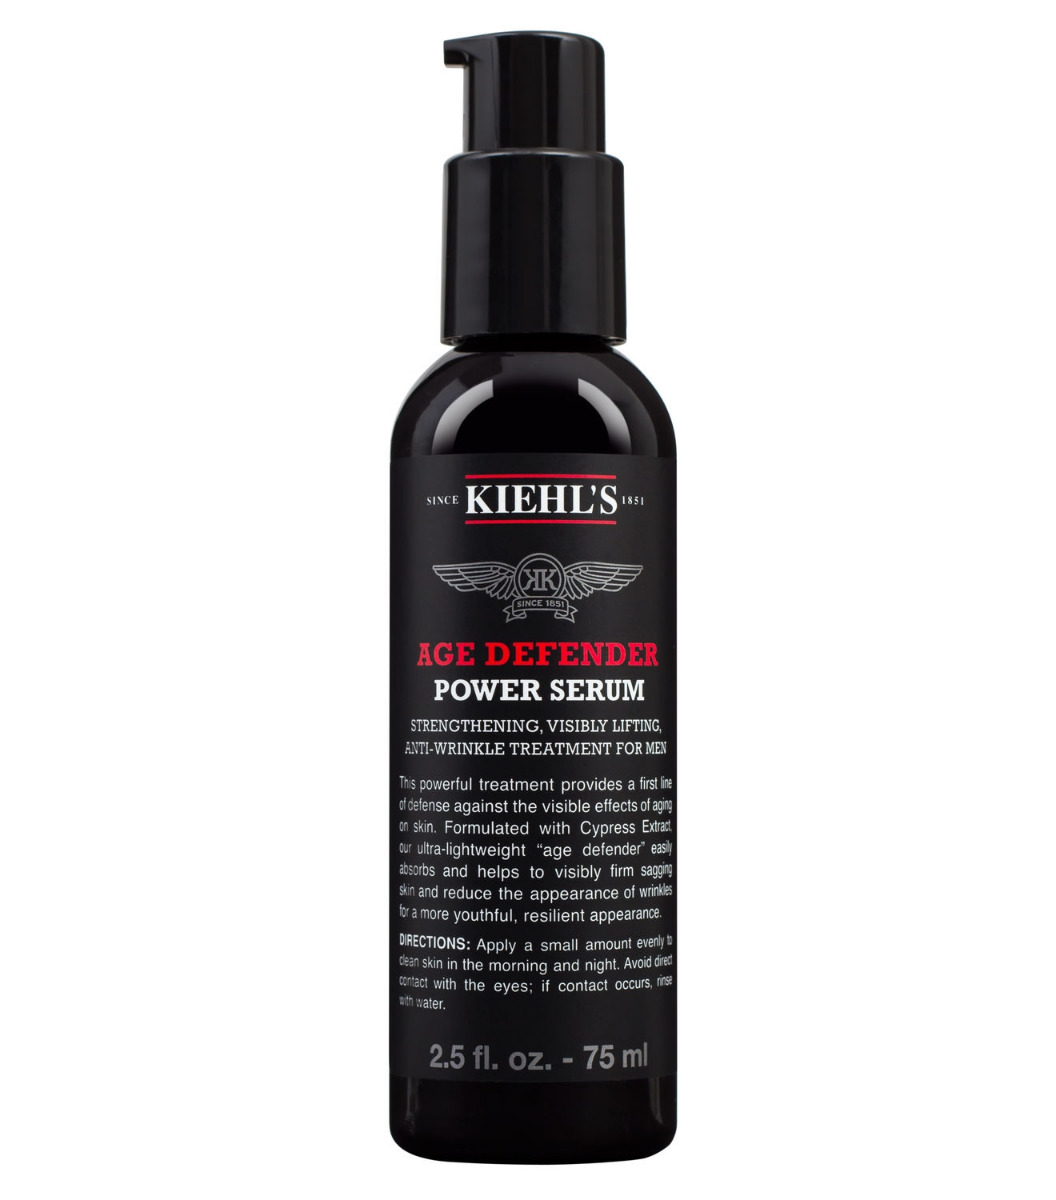 SINCE KIEHL'S 1851
KK
SINCE 1851
AGE DEFENDER
POWER SERUM
STRENGTHENING, VISIBLY LIFTING,
ANTI-WRINKLE TREATMENT FOR MEN
This powerful treatment provides a first line
of defense against the visible effects of aging
on skin. Formulated with Cypress Extract,
our ultra-lightweight “age defender” easily
absorbs and helps to visibly firm sagging
skin and reduce the appearance of wrinkles
for a more youthful, resilient appearance.
DIRECTIONS: Apply a small amount evenly to
clean skin in the morning and night. Avoid direct
contact with the eyes; if contact occurs, rinse
with water.
2.5 fl. oz. - 75 ml